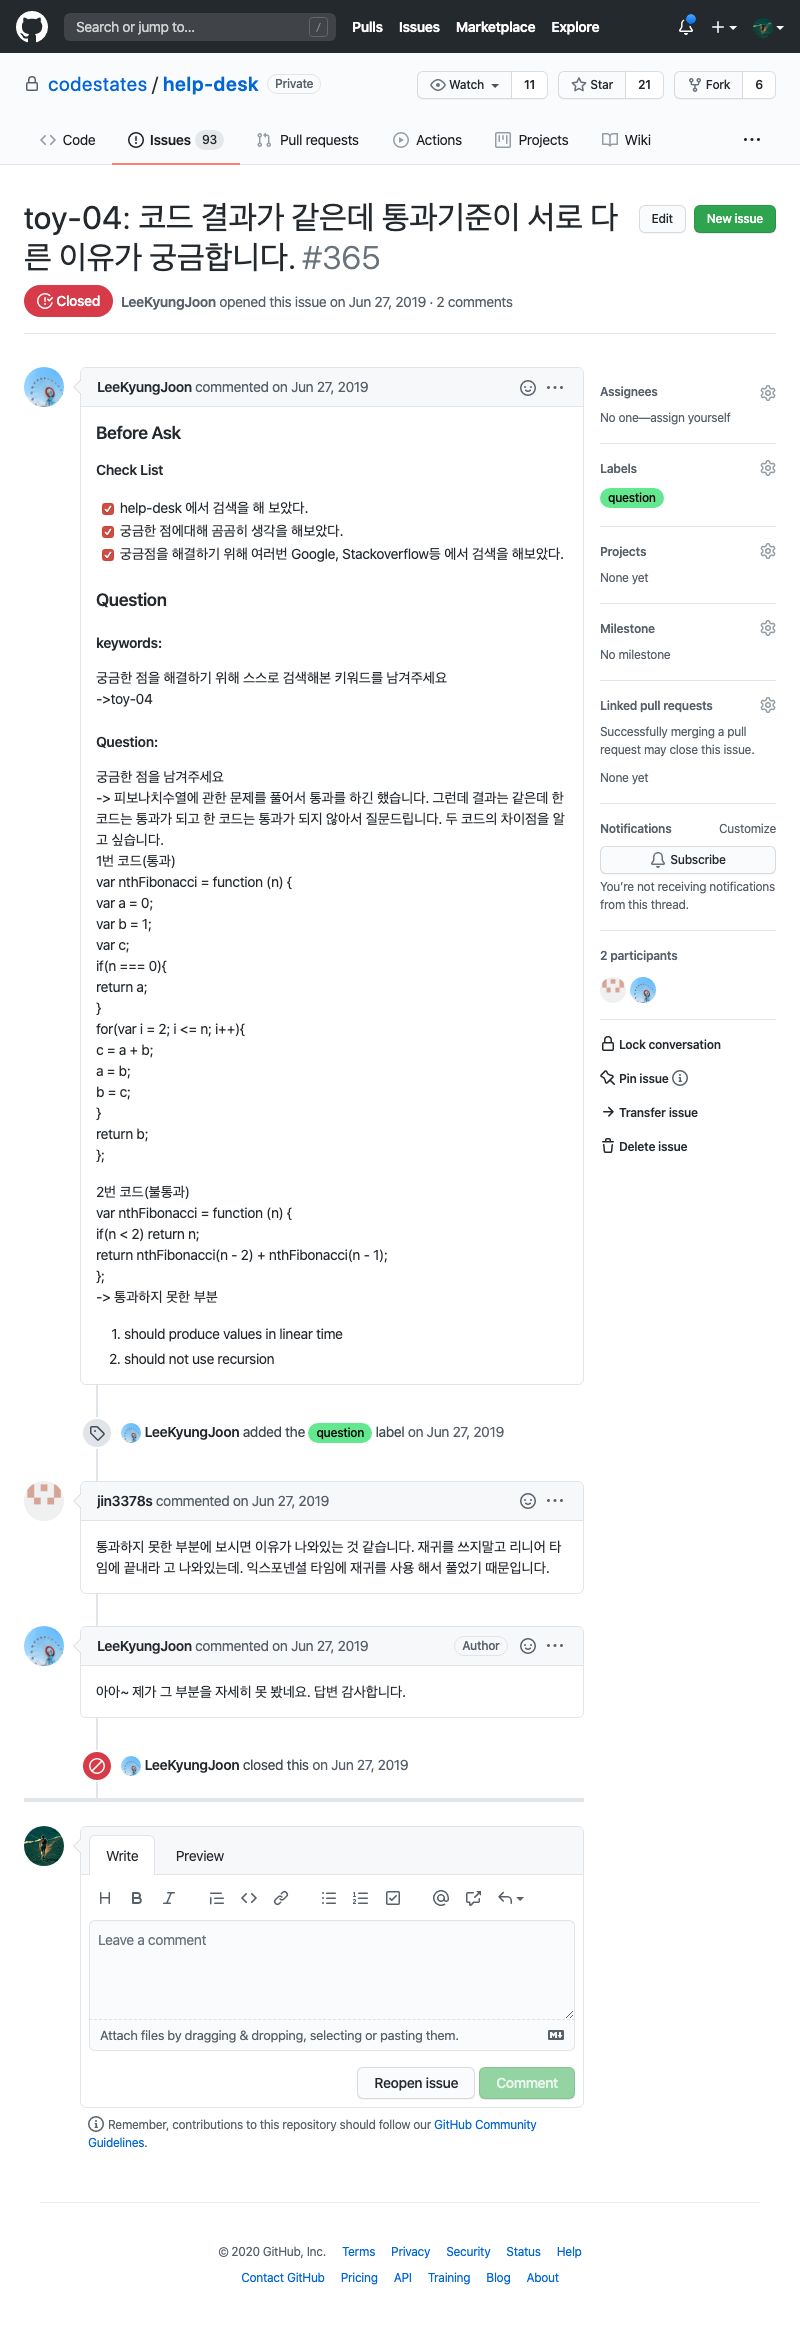 Search or jump to... /
Pulls Issues Marketplace Explore
codestates / help-desk Private
Watch 11 Star 21 Fork 6
Code Issues 93 Pull requests Actions Projects Wiki ...
toy-04: 코드 결과가 같은데 통과기준이 서로 다
른 이유가 궁금합니다. #365
Edit New issue
Closed LeeKyungJoon opened this issue on Jun 27, 2019 · 2 comments
LeeKyungJoon commented on Jun 27, 2019
Before Ask
Check List
help-desk 에서 검색을 해 보았다.
궁금한 점에대해 곰곰히 생각을 해보았다.
궁금점을 해결하기 위해 여러번 Google, Stackoverflow등 에서 검색을 해보았다.
Question
keywords:
궁금한 점을 해결하기 위해 스스로 검색해본 키워드를 남겨주세요
->toy-04
Question:
궁금한 점을 남겨주세요
-> 피보나치수열에 관한 문제를 풀어서 통과를 하긴 했습니다. 그런데 결과는 같은데 한
코드는 통과가 되고 한 코드는 통과가 되지 않아서 질문드립니다. 두 코드의 차이점을 알
고 싶습니다.
1번 코드(통과)
var nthFibonacci = function (n) {
var a = 0;
var b = 1;
var c;
if(n === 0){
return a;
}
for(var i = 2; i <= n; i++){
c = a + b;
a = b;
b = c;
}
return b;
};
2번 코드(불통과)
var nthFibonacci = function (n) {
if(n < 2) return n;
return nthFibonacci(n - 2) + nthFibonacci(n - 1);
};
-> 통과하지 못한 부분
1. should produce values in linear time
2. should not use recursion
LeeKyungJoon added the question label on Jun 27, 2019
jin3378s commented on Jun 27, 2019
통과하지 못한 부분에 보시면 이유가 나와있는 것 같습니다. 재귀를 쓰지말고 리니어 타
임에 끝내라 고 나와있는데. 익스포넨셜 타임에 재귀를 사용 해서 풀었기 때문입니다.
LeeKyungJoon commented on Jun 27, 2019 Author
아아~ 제가 그 부분을 자세히 못 봤네요. 답변 감사합니다.
LeeKyungJoon closed this on Jun 27, 2019
Write Preview
Leave a comment
Attach files by dragging & dropping, selecting or pasting them.
Reopen issue Comment
Remember, contributions to this repository should follow our GitHub Community
Guidelines.
Assignees
No one—assign yourself
Labels
question
Projects
None yet
Milestone
No milestone
Linked pull requests
Successfully merging a pull
request may close this issue.
None yet
Notifications Customize
Subscribe
You're not receiving notifications
from this thread.
2 participants
Lock conversation
Pin issue
Transfer issue
Delete issue
© 2020 GitHub, Inc. Terms Privacy Security Status Help
Contact GitHub Pricing API Training Blog About